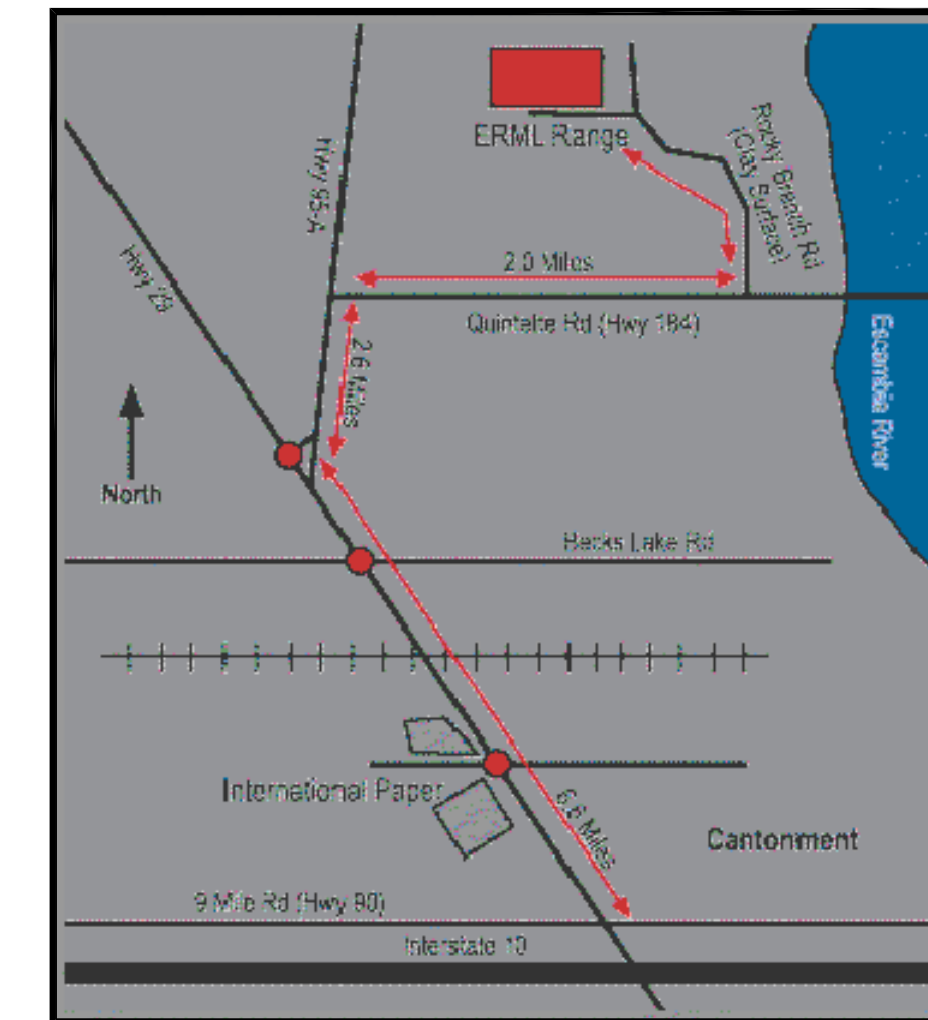 ERML Range
Rocky Branch Rd
(Clay Surface)
Hwy 95-A
Hwy 29
2.0 Miles
Quintette Rd (Hwy 184)
2.6 Miles
Escambia River
North
Becks Lake Rd
International Paper
6.6 Miles
Cantonment
9 Mile Rd (Hwy 90)
Interstate 10